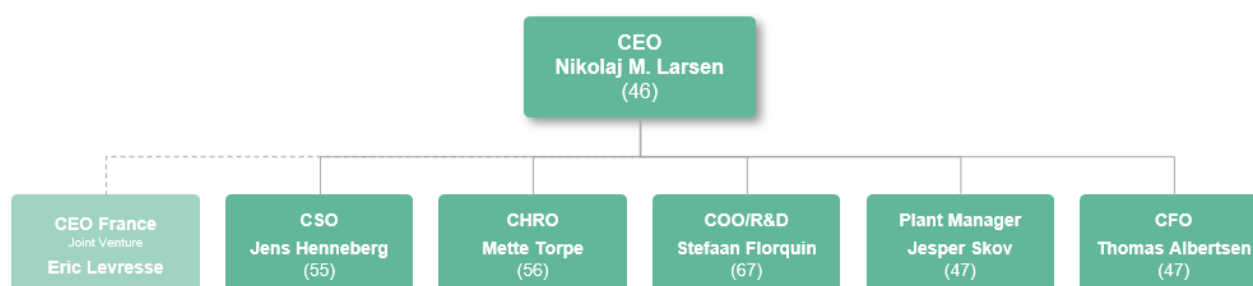 CEO
Nikolaj M. Larsen
(46)
CEO France
Joint Venture
Eric Levresse
CSO
Jens Henneberg
(55)
CHRO
Mette Torpe
(56)
COO/R&D
Stefaan Florquin
(67)
Plant Manager
Jesper Skov
(47)
CFO
Thomas Albertsen
(47)